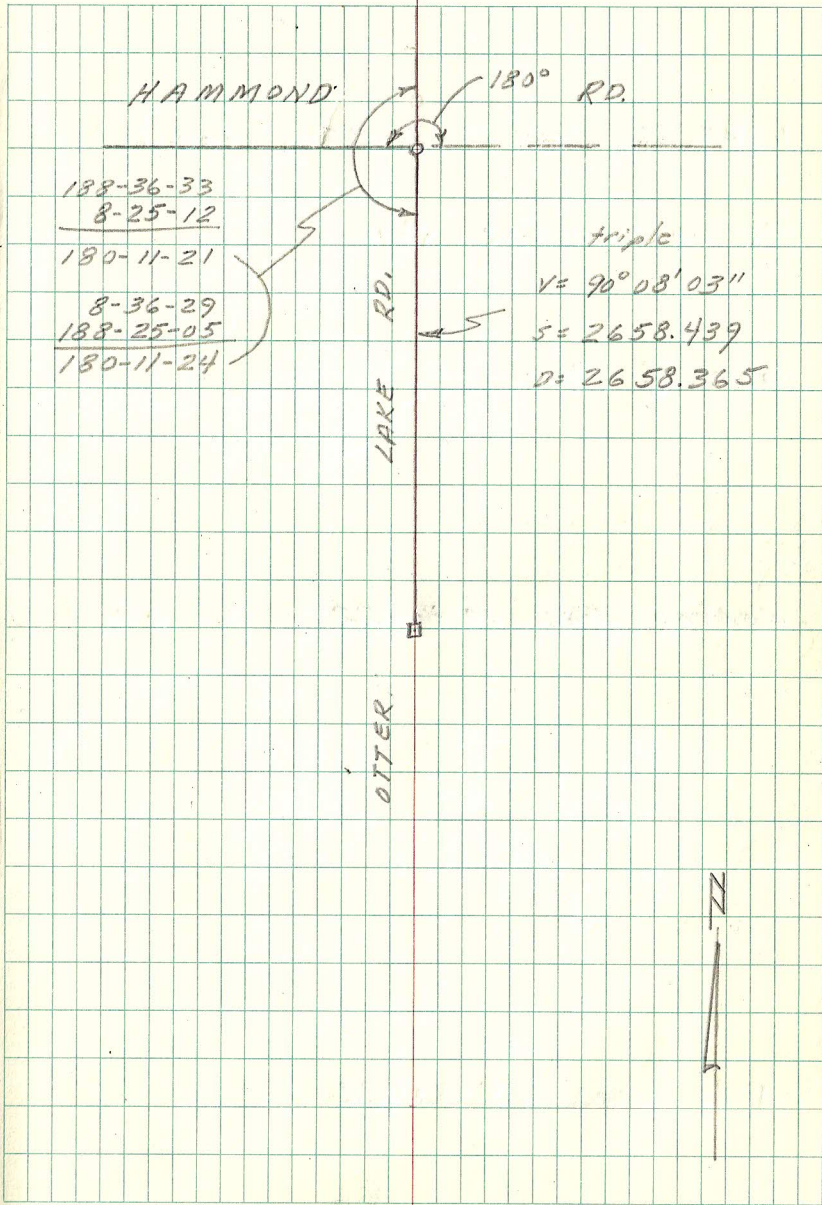 HAMMOND 180° RD.
188-36-33
8-25-12
180-11-21
8-36-29
188-25-05
180-11-24
triple
V= 90° 08' 03"
S= 2658.439
D= 2658.365
LAKE RD.
OTTER
N